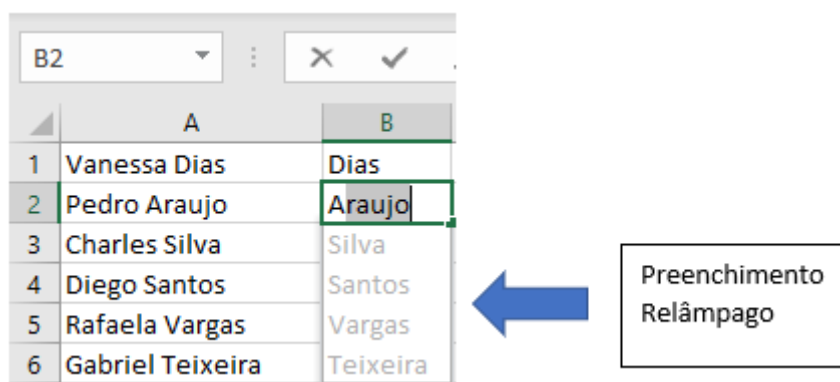 B2
A B
1 Vanessa Dias Dias
2 Pedro Araujo Araujo
3 Charles Silva Silva
4 Diego Santos Santos
5 Rafaela Vargas Vargas
6 Gabriel Teixeira Teixeira
Preenchimento
Relâmpago